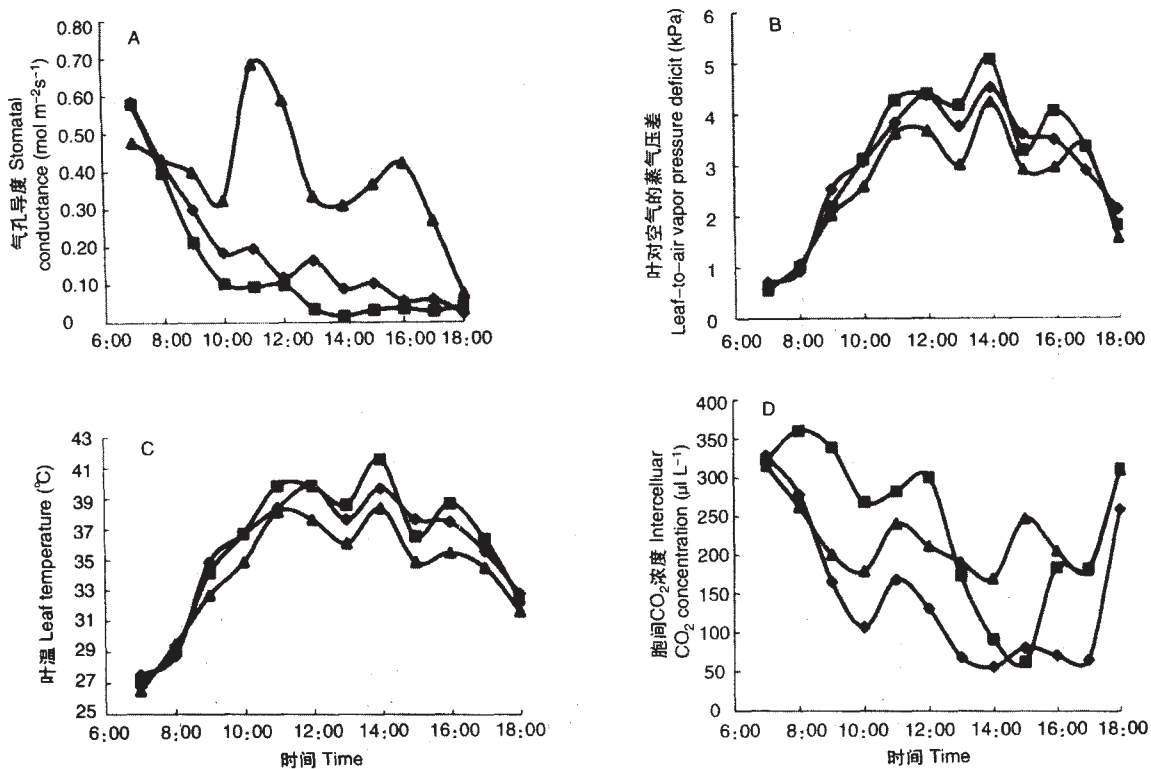 A
气孔导度 Stomatal
conductance (mol m⁻²s⁻¹)
0.80
0.70
0.60
0.50
0.40
0.30
0.20
0.10
0
6:00 8:00 10:00 12:00 14:00 16:00 18:00
B
叶对空气的蒸气压差
Leaf-to-air vapor pressure deficit (kPa)
6
5
4
3
2
1
0
6:00 8:00 10:00 12:00 14:00 16:00 18:00
C
叶温 Leaf temperature (℃)
43
41
39
37
35
33
31
29
27
25
6:00 8:00 10:00 12:00 14:00 16:00 18:00
时间 Time
D
胞间CO₂浓度 Intercelluar
CO₂ concentration (μl L⁻¹)
400
350
300
250
200
150
100
50
0
6:00 8:00 10:00 12:00 14:00 16:00 18:00
时间 Time